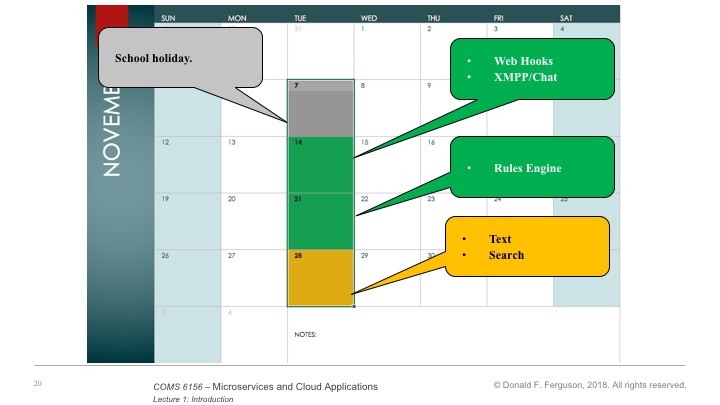 SUN MON TUE WED THU FRI SAT
31 1 2 3 4
School holiday.
• Web Hooks
• XMPP/Chat
NOVEMBE
7 8 9
12 13 14 15 16
• Rules Engine
19 20 21 22 23 24 25
• Text
• Search
26 27 28 29 30
3 4
NOTES:
20
COMS 6156 – Microservices and Cloud Applications
Lecture 1: Introduction
© Donald F. Ferguson, 2018. All rights reserved.